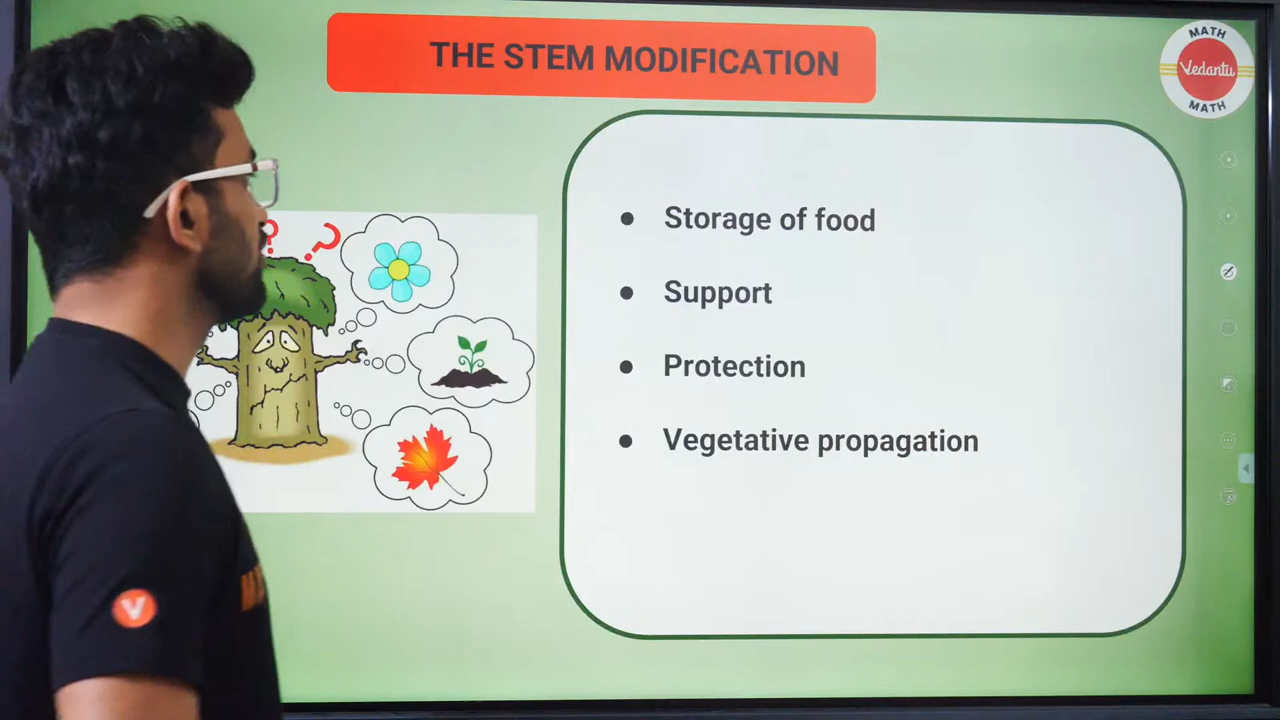 THE STEM MODIFICATION
MATH
Vedantu
MATH
? ?
• Storage of food
• Support
• Protection
• Vegetative propagation
V